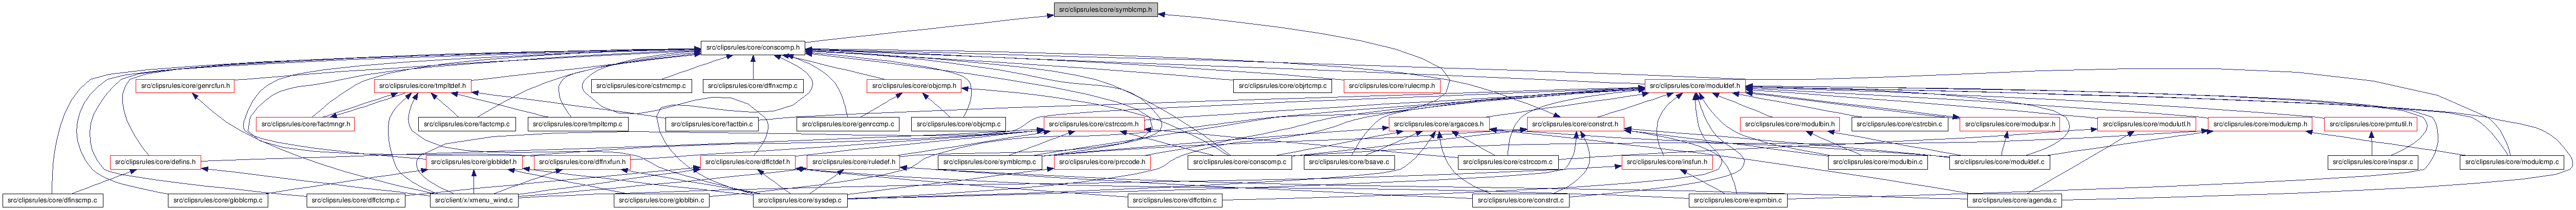 src/clipsrules/core/symblcmp.h
src/clipsrules/core/conscomp.h
src/clipsrules/core/genrcfun.h
src/clipsrules/core/tmpltdef.h
src/clipsrules/core/cstrncmp.c
src/clipsrules/core/dfinxcmp.c
src/clipsrules/core/objcmp.h
src/clipsrules/core/objrtcmp.c
src/clipsrules/core/rulecmp.h
src/clipsrules/core/moduldef.h
src/clipsrules/core/factmngr.h
src/clipsrules/core/factcmp.c
src/clipsrules/core/tmpltcmp.c
src/clipsrules/core/factbin.c
src/clipsrules/core/genrccmp.c
src/clipsrules/core/objcmp.c
src/clipsrules/core/cstrccom.h
src/clipsrules/core/argacces.h
src/clipsrules/core/constrct.h
src/clipsrules/core/modulbin.h
src/clipsrules/core/cstrcbin.c
src/clipsrules/core/modulpsr.h
src/clipsrules/core/modulutl.h
src/clipsrules/core/modulcmp.h
src/clipsrules/core/prntutil.h
src/clipsrules/core/defins.h
src/clipsrules/core/globldef.h
src/clipsrules/core/dffnxfun.h
src/clipsrules/core/dffctdef.h
src/clipsrules/core/ruledef.h
src/clipsrules/core/symblcmp.c
src/clipsrules/core/prccode.h
src/clipsrules/core/conscomp.c
src/clipsrules/core/bsave.c
src/clipsrules/core/cstrccom.c
src/clipsrules/core/insfun.h
src/clipsrules/core/modulbin.c
src/clipsrules/core/moduldef.c
src/clipsrules/core/inspsr.c
src/clipsrules/core/modulcmp.c
src/clipsrules/core/dfinscmp.c
src/clipsrules/core/globlcmp.c
src/clipsrules/core/dffctcmp.c
src/client/x/xmenu_wind.c
src/clipsrules/core/globlbin.c
src/clipsrules/core/sysdep.c
src/clipsrules/core/dffctbin.c
src/clipsrules/core/constrct.c
src/clipsrules/core/exprnbin.c
src/clipsrules/core/agenda.c